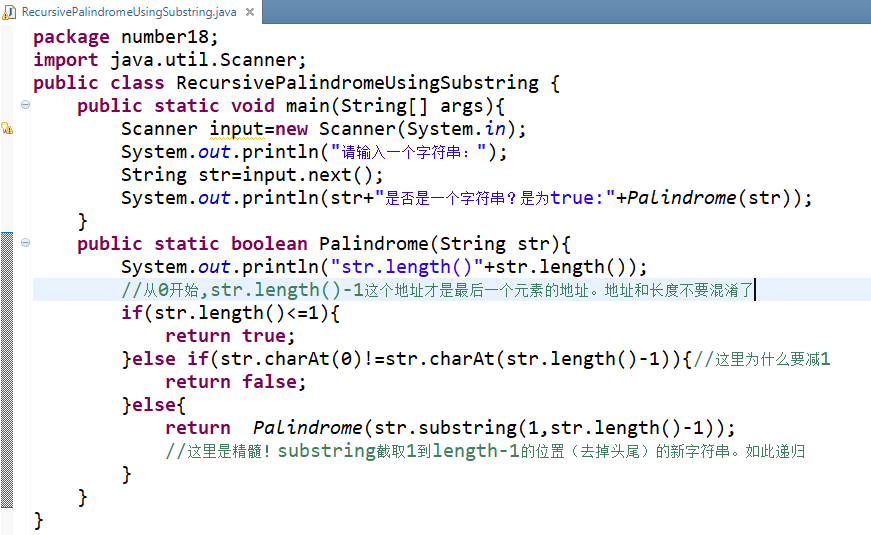 RecursivePalindromeUsingSubstring.java
package number18;
import java.util.Scanner;
public class RecursivePalindromeUsingSubstring {
    public static void main(String[] args){
        Scanner input=new Scanner(System.in);
        System.out.println("请输入一个字符串：");
        String str=input.next();
        System.out.println(str+"是否是一个字符串？是为true:"+Palindrome(str));
    }
    public static boolean Palindrome(String str){
        System.out.println("str.length()"+str.length());
        //从0开始,str.length()-1这个地址才是最后一个元素的地址。地址和长度不要混淆了
        if(str.length()<=1){
            return true;
        }else if(str.charAt(0)!=str.charAt(str.length()-1)){//这里为什么要减1
            return false;
        }else{
            return  Palindrome(str.substring(1,str.length()-1));
            //这里是精髓！substring截取1到length-1的位置（去掉头尾）的新字符串。如此递归
        }
    }
}